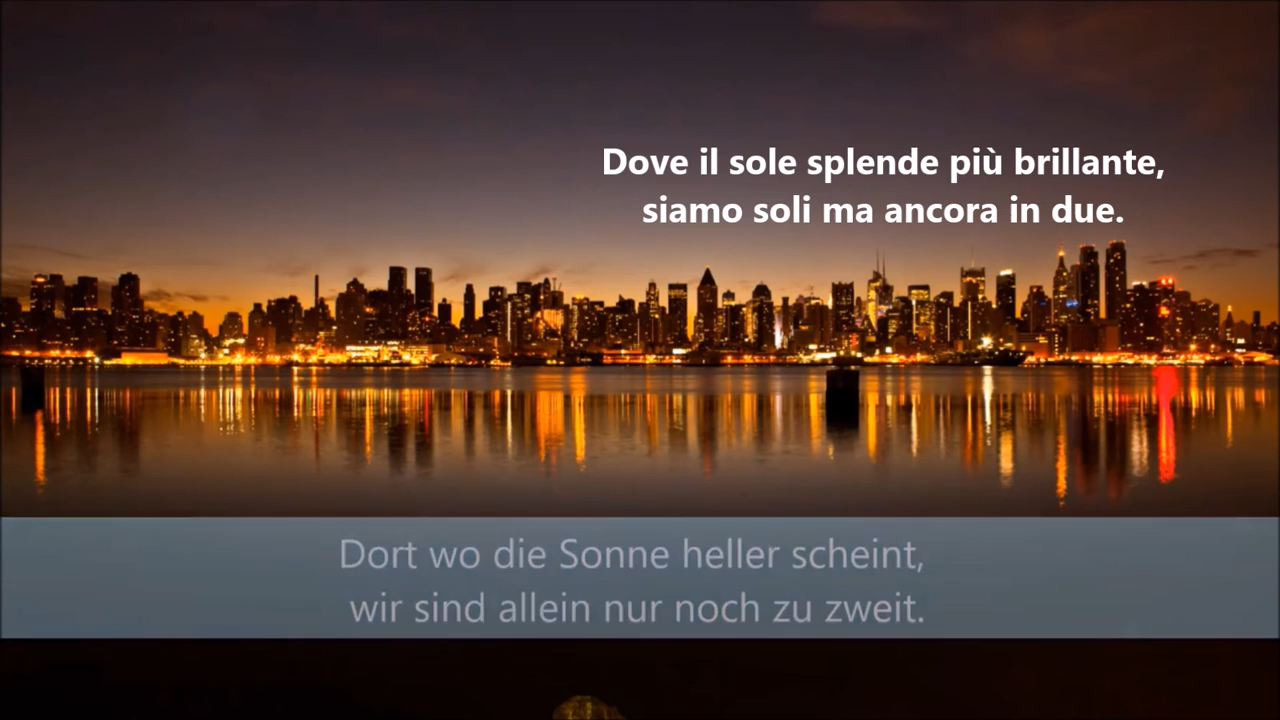 Dove il sole splende più brillante,
siamo soli ma ancora in due.
Dort wo die Sonne heller scheint,
wir sind allein nur noch zu zweit.